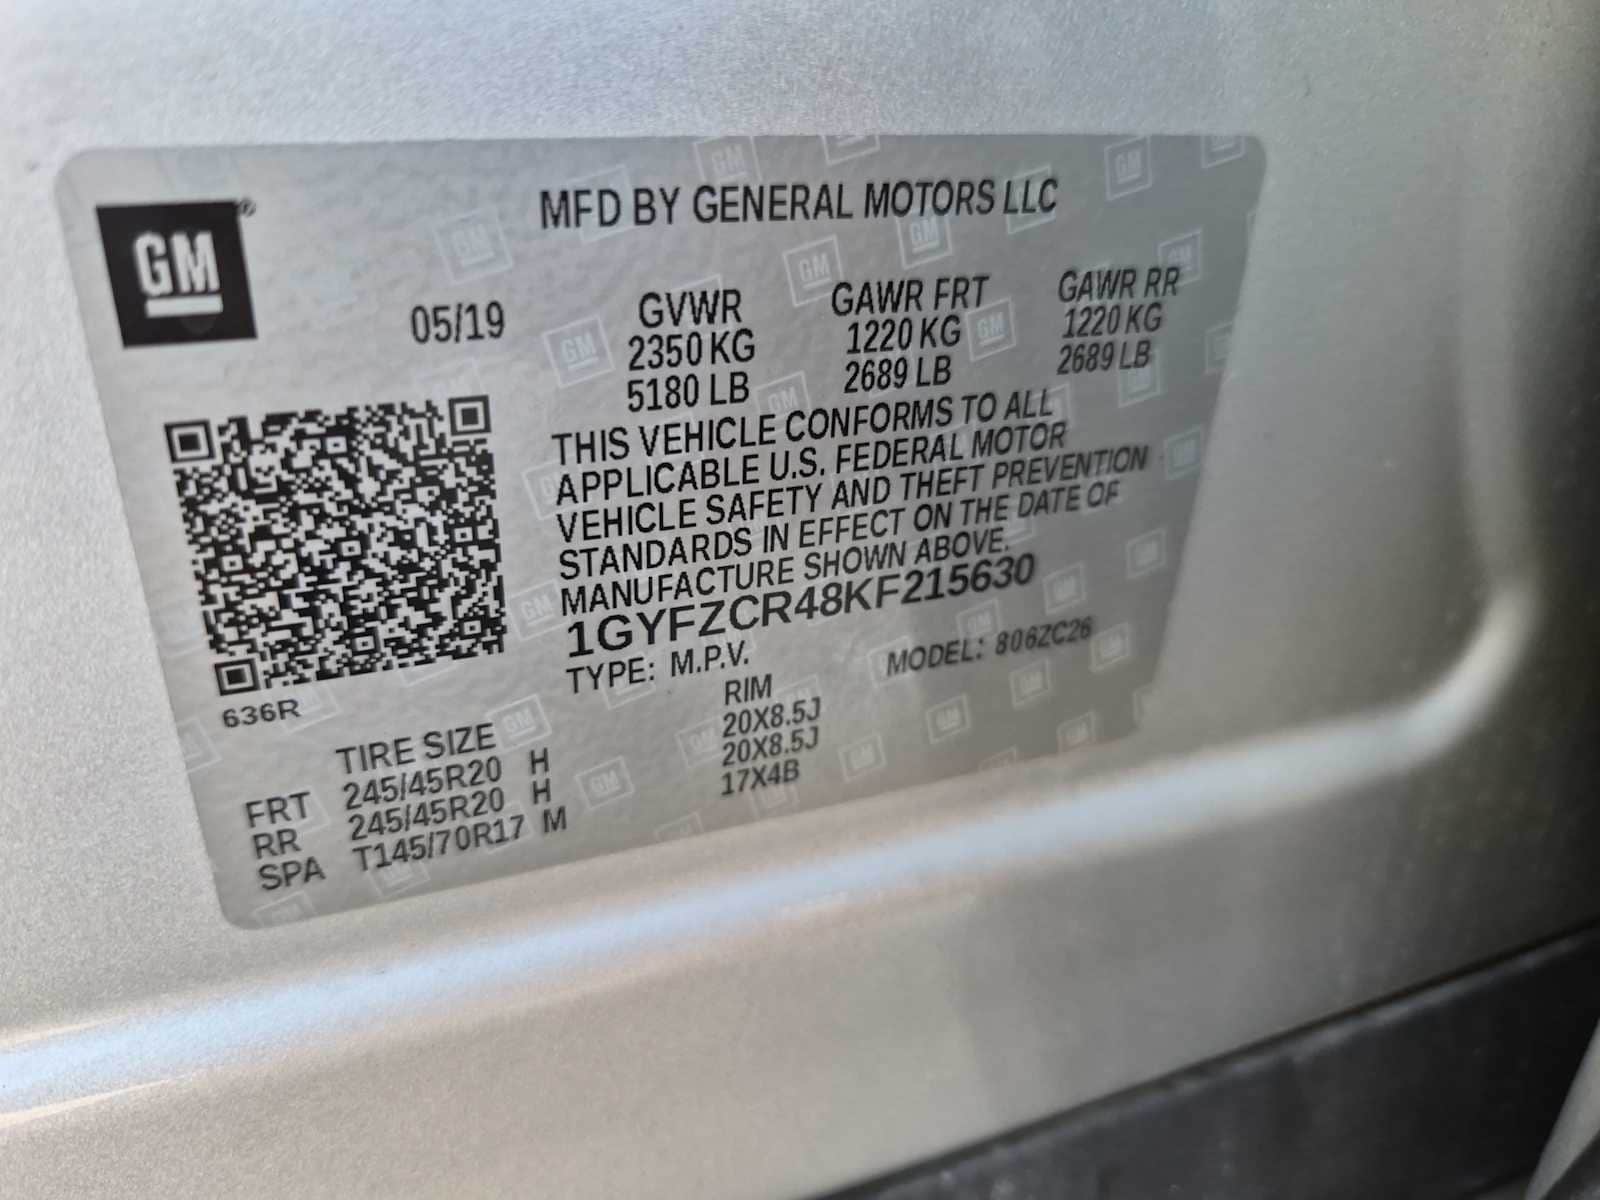 GM
MFD BY GENERAL MOTORS LLC
05/19
GVWR GAWR FRT GAWR RR
2350 KG 1220 KG 1220 KG
5180 LB 2689 LB 2689 LB
THIS VEHICLE CONFORMS TO ALL
APPLICABLE U.S. FEDERAL MOTOR
VEHICLE SAFETY AND THEFT PREVENTION
STANDARDS IN EFFECT ON THE DATE OF
MANUFACTURE SHOWN ABOVE.
1GYFZCR48KF215630
TYPE: M.P.V. MODEL: 806ZC26
636R
TIRE SIZE RIM
FRT 245/45R20 H 20X8.5J
RR 245/45R20 H 20X8.5J
SPA T145/70R17 M 17X4B